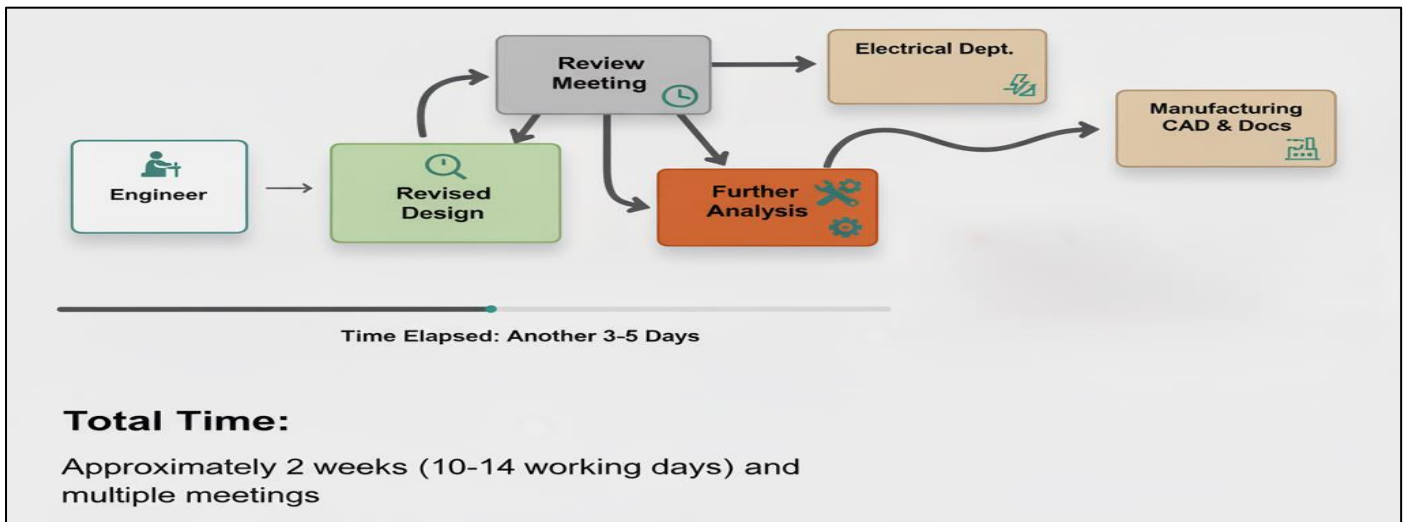 Review
Meeting
Electrical Dept.
Manufacturing
CAD & Docs
Engineer
Revised
Design
Further
Analysis
Time Elapsed: Another 3-5 Days
Total Time:
Approximately 2 weeks (10-14 working days) and
multiple meetings